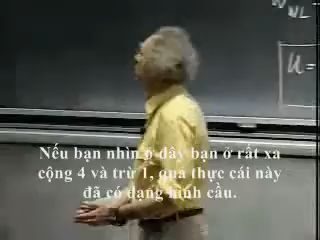 W
NL
u =
Nếu bạn nhìn ở đây bạn ở rất xa
cộng 4 và trừ 1, quả thực cái này
đã có dạng hình cầu.